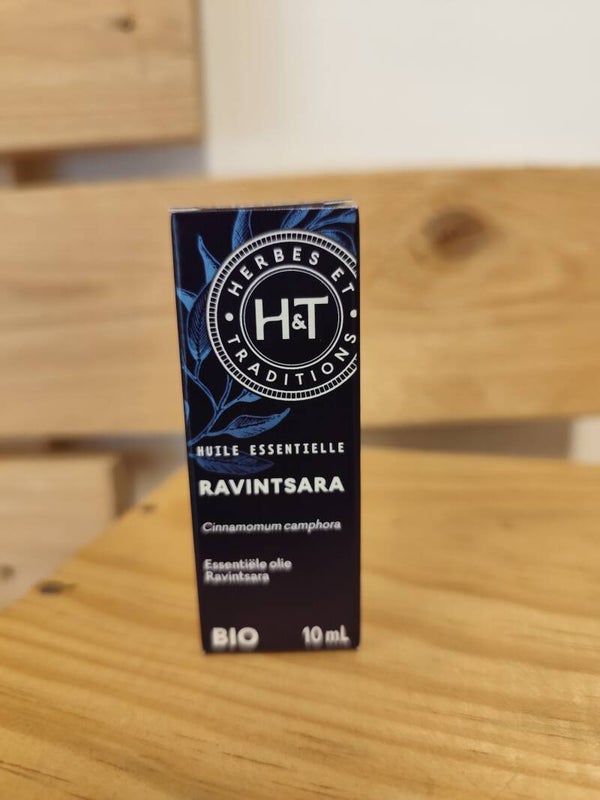 HERBES ET
H&T
TRADITIONS
HUILE ESSENTIELLE
RAVINTSARA
Cinnamomum camphora
Essentiële olie
Ravintsara
BIO 10 mL